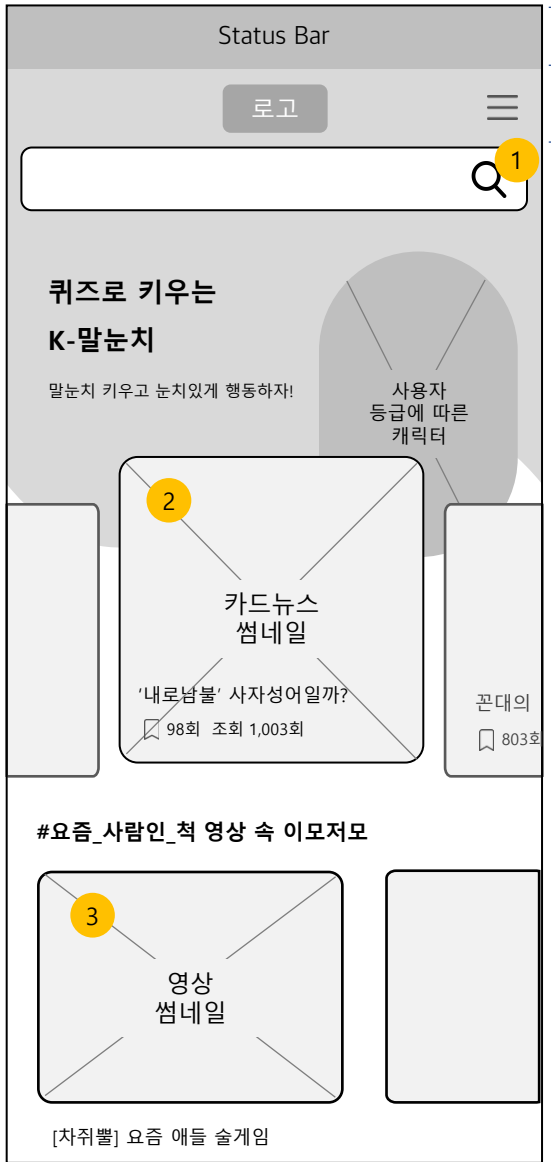 Status Bar
로고
1
퀴즈로 키우는
K-말눈치
말눈치 키우고 눈치있게 행동하자!
사용자
등급에 따른
캐릭터
2
카드뉴스
썸네일
'내로남불' 사자성어일까?
98회 조회 1,003회
꼰대의
803회
#요즘_사람인_척 영상 속 이모저모
3
영상
썸네일
[차쥐뿔] 요즘 애들 술게임